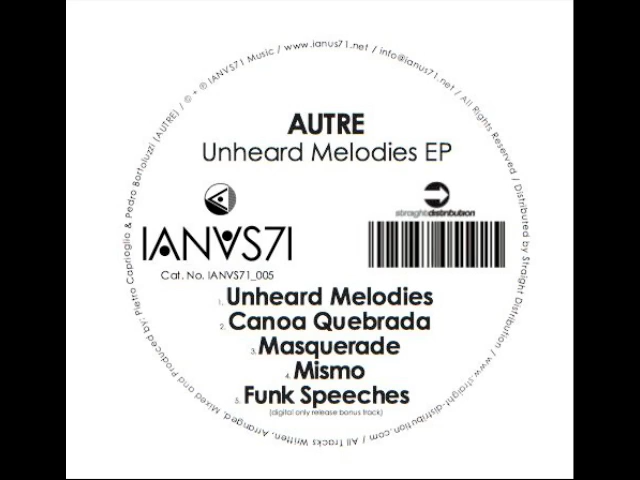 AUTRE
Unheard Melodies EP
straightdistribution
IANVS71
Cat. No. IANVS71_005
1. Unheard Melodies
2. Canoa Quebrada
3. Masquerade
4. Mismo
5. Funk Speeches
(digital only release bonus track)
All Tracks Written, Arranged, Mixed and Produced by: Pietro Caprioglio & Pedro Bortoluzzi (AUTRE) / © + ℗ IANVS71 Music / www.ianus71.net / info@ianus71.net / All Rights Reserved / Distributed by Straight Distribution / www.straight-distribution.com /